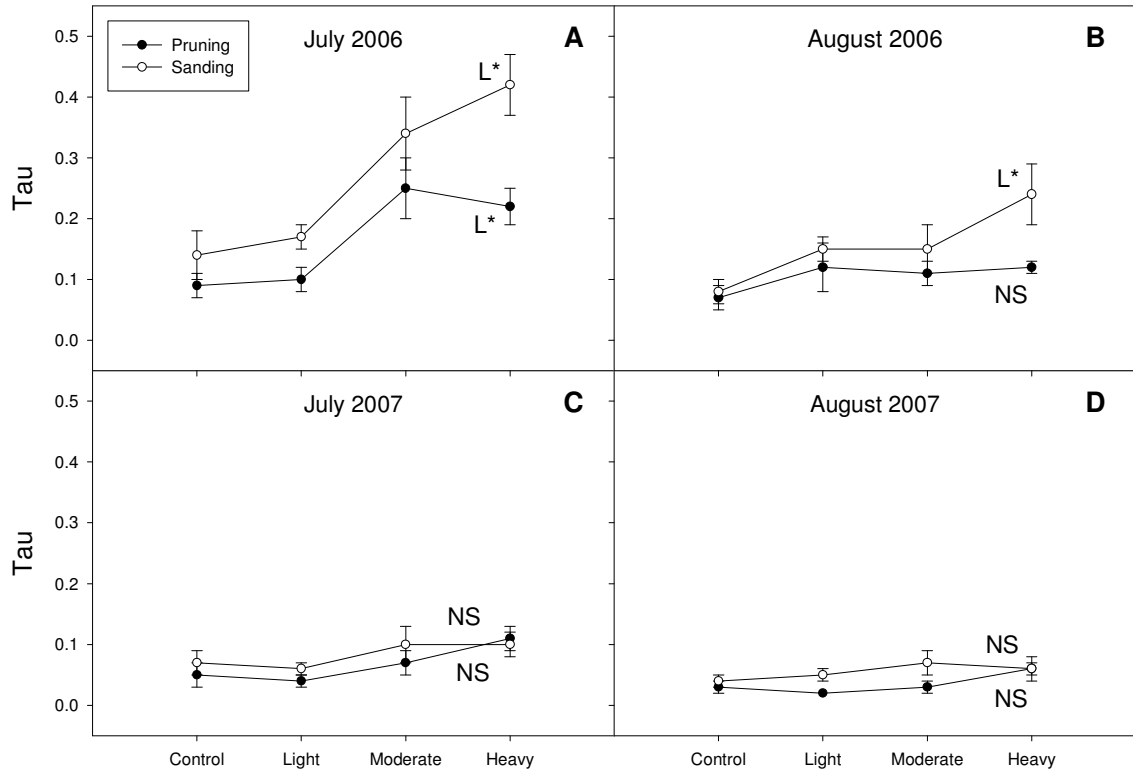 Pruning
Sanding
July 2006
A
L*
L*
August 2006
B
L*
NS
Tau
0.5
0.4
0.3
0.2
0.1
0.0
July 2007
C
NS
NS
August 2007
D
NS
NS
Tau
0.5
0.4
0.3
0.2
0.1
0.0
Control Light Moderate Heavy Control Light Moderate Heavy